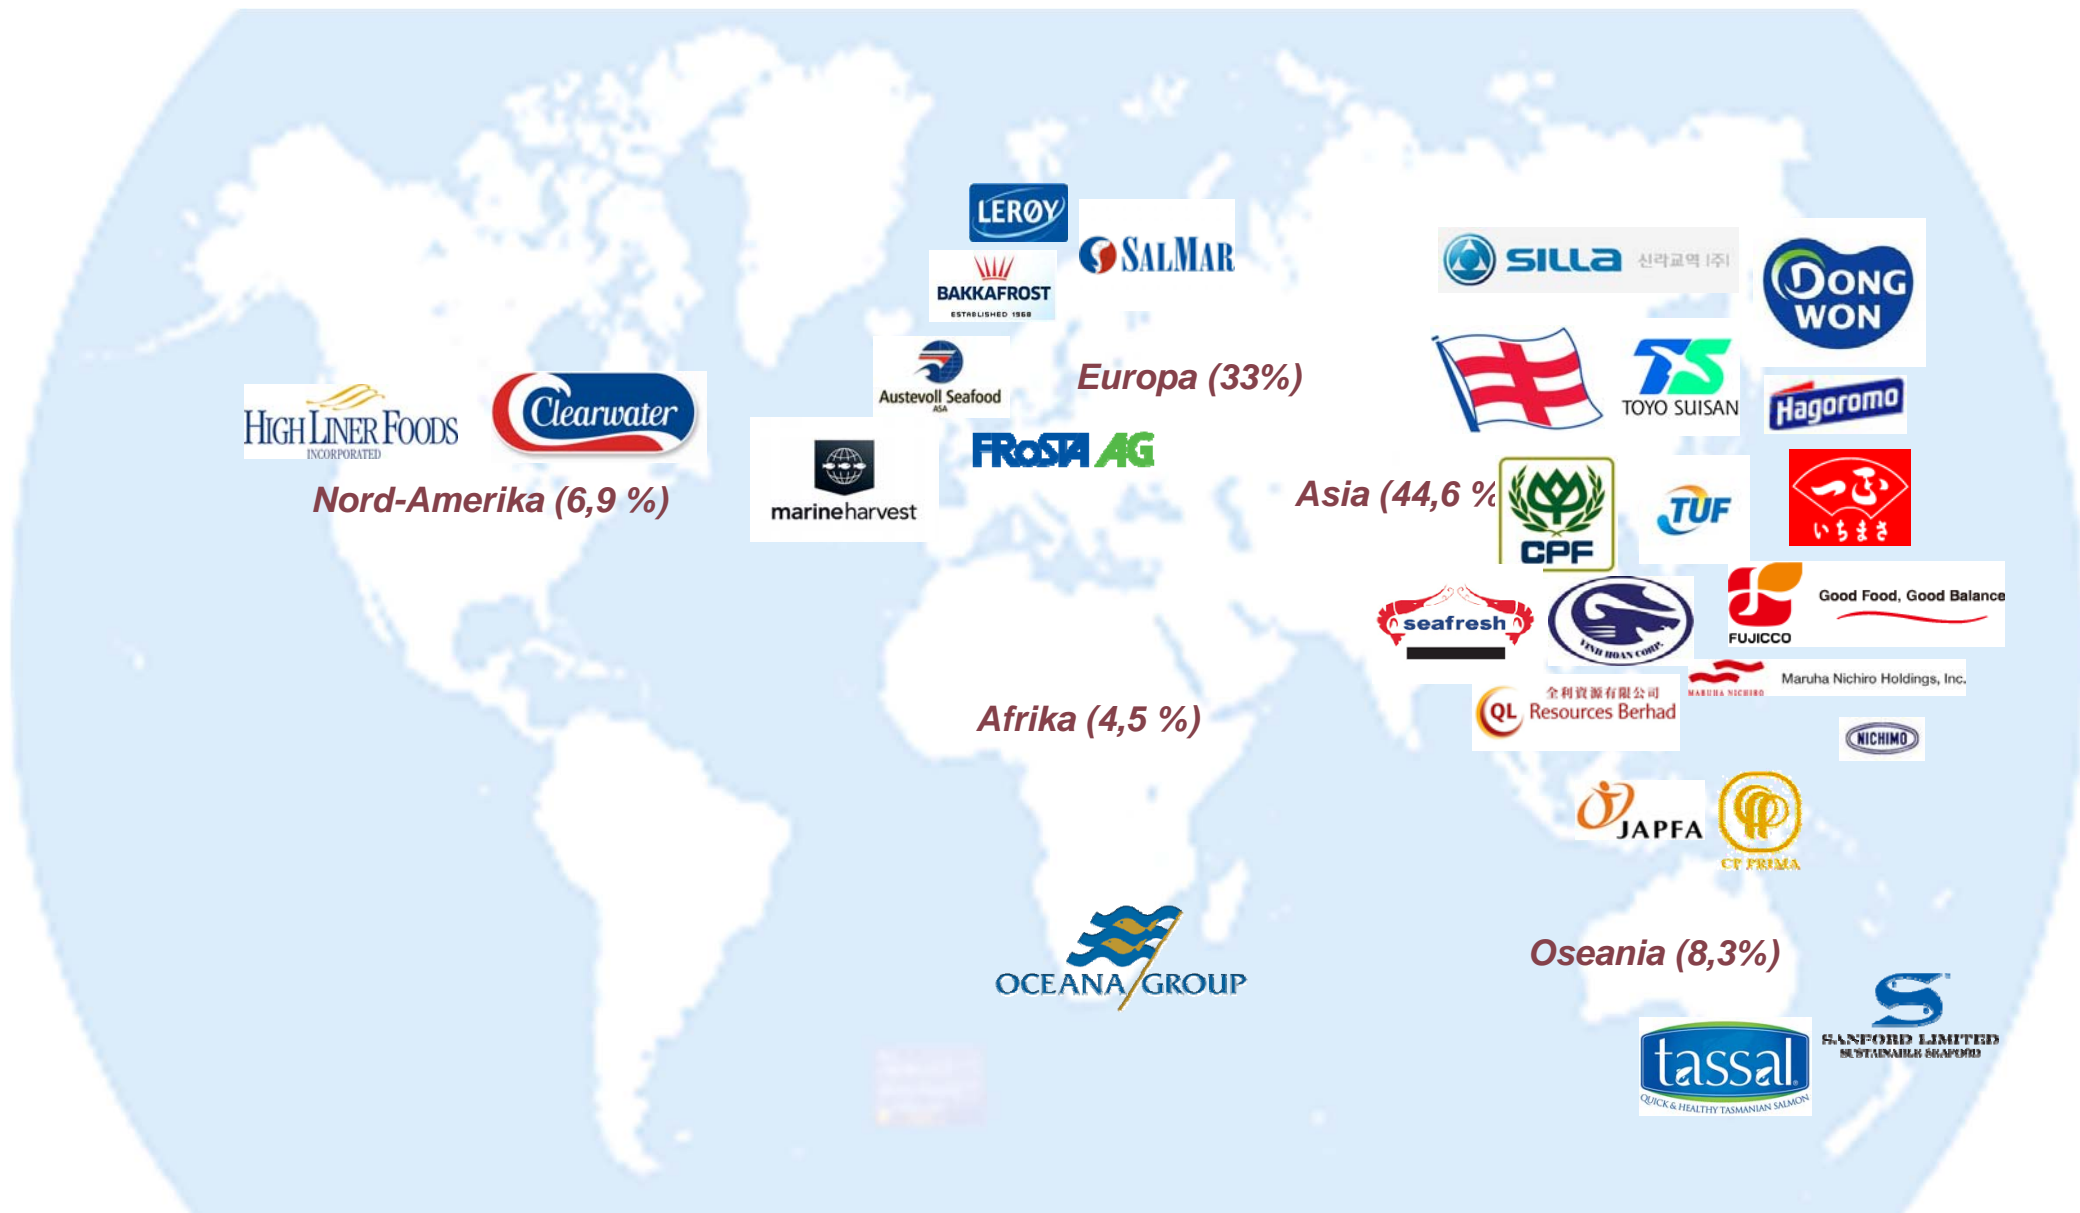 LERØY
SALMAR
BAKKAFROST
ESTABLISHED 1968
SILLA 신라교역 (주)
DONG
WON
Austevoll Seafood
ASA
Europa (33%)
TOYO SUISAN
Hagoromo
HIGH LINER FOODS
INCORPORATED
Clearwater
marineharvest
FRoSTA AG
Nord-Amerika (6,9 %)
Asia (44,6 %
CPF
TUF
一正
いちまさ
seafresh
VINH HOAN CORP.
FUJICCO
Good Food, Good Balance
MARUHA NICHIRO
Maruha Nichiro Holdings, Inc.
QL
全利資源有限公司
Resources Berhad
Afrika (4,5 %)
NICHIMO
JAPFA
CP PRIMA
OCEANA GROUP
Oseania (8,3%)
SANFORD LIMITED
SUSTAINABLE SEAFOOD
tassal
QUICK & HEALTHY TASMANIAN SALMON